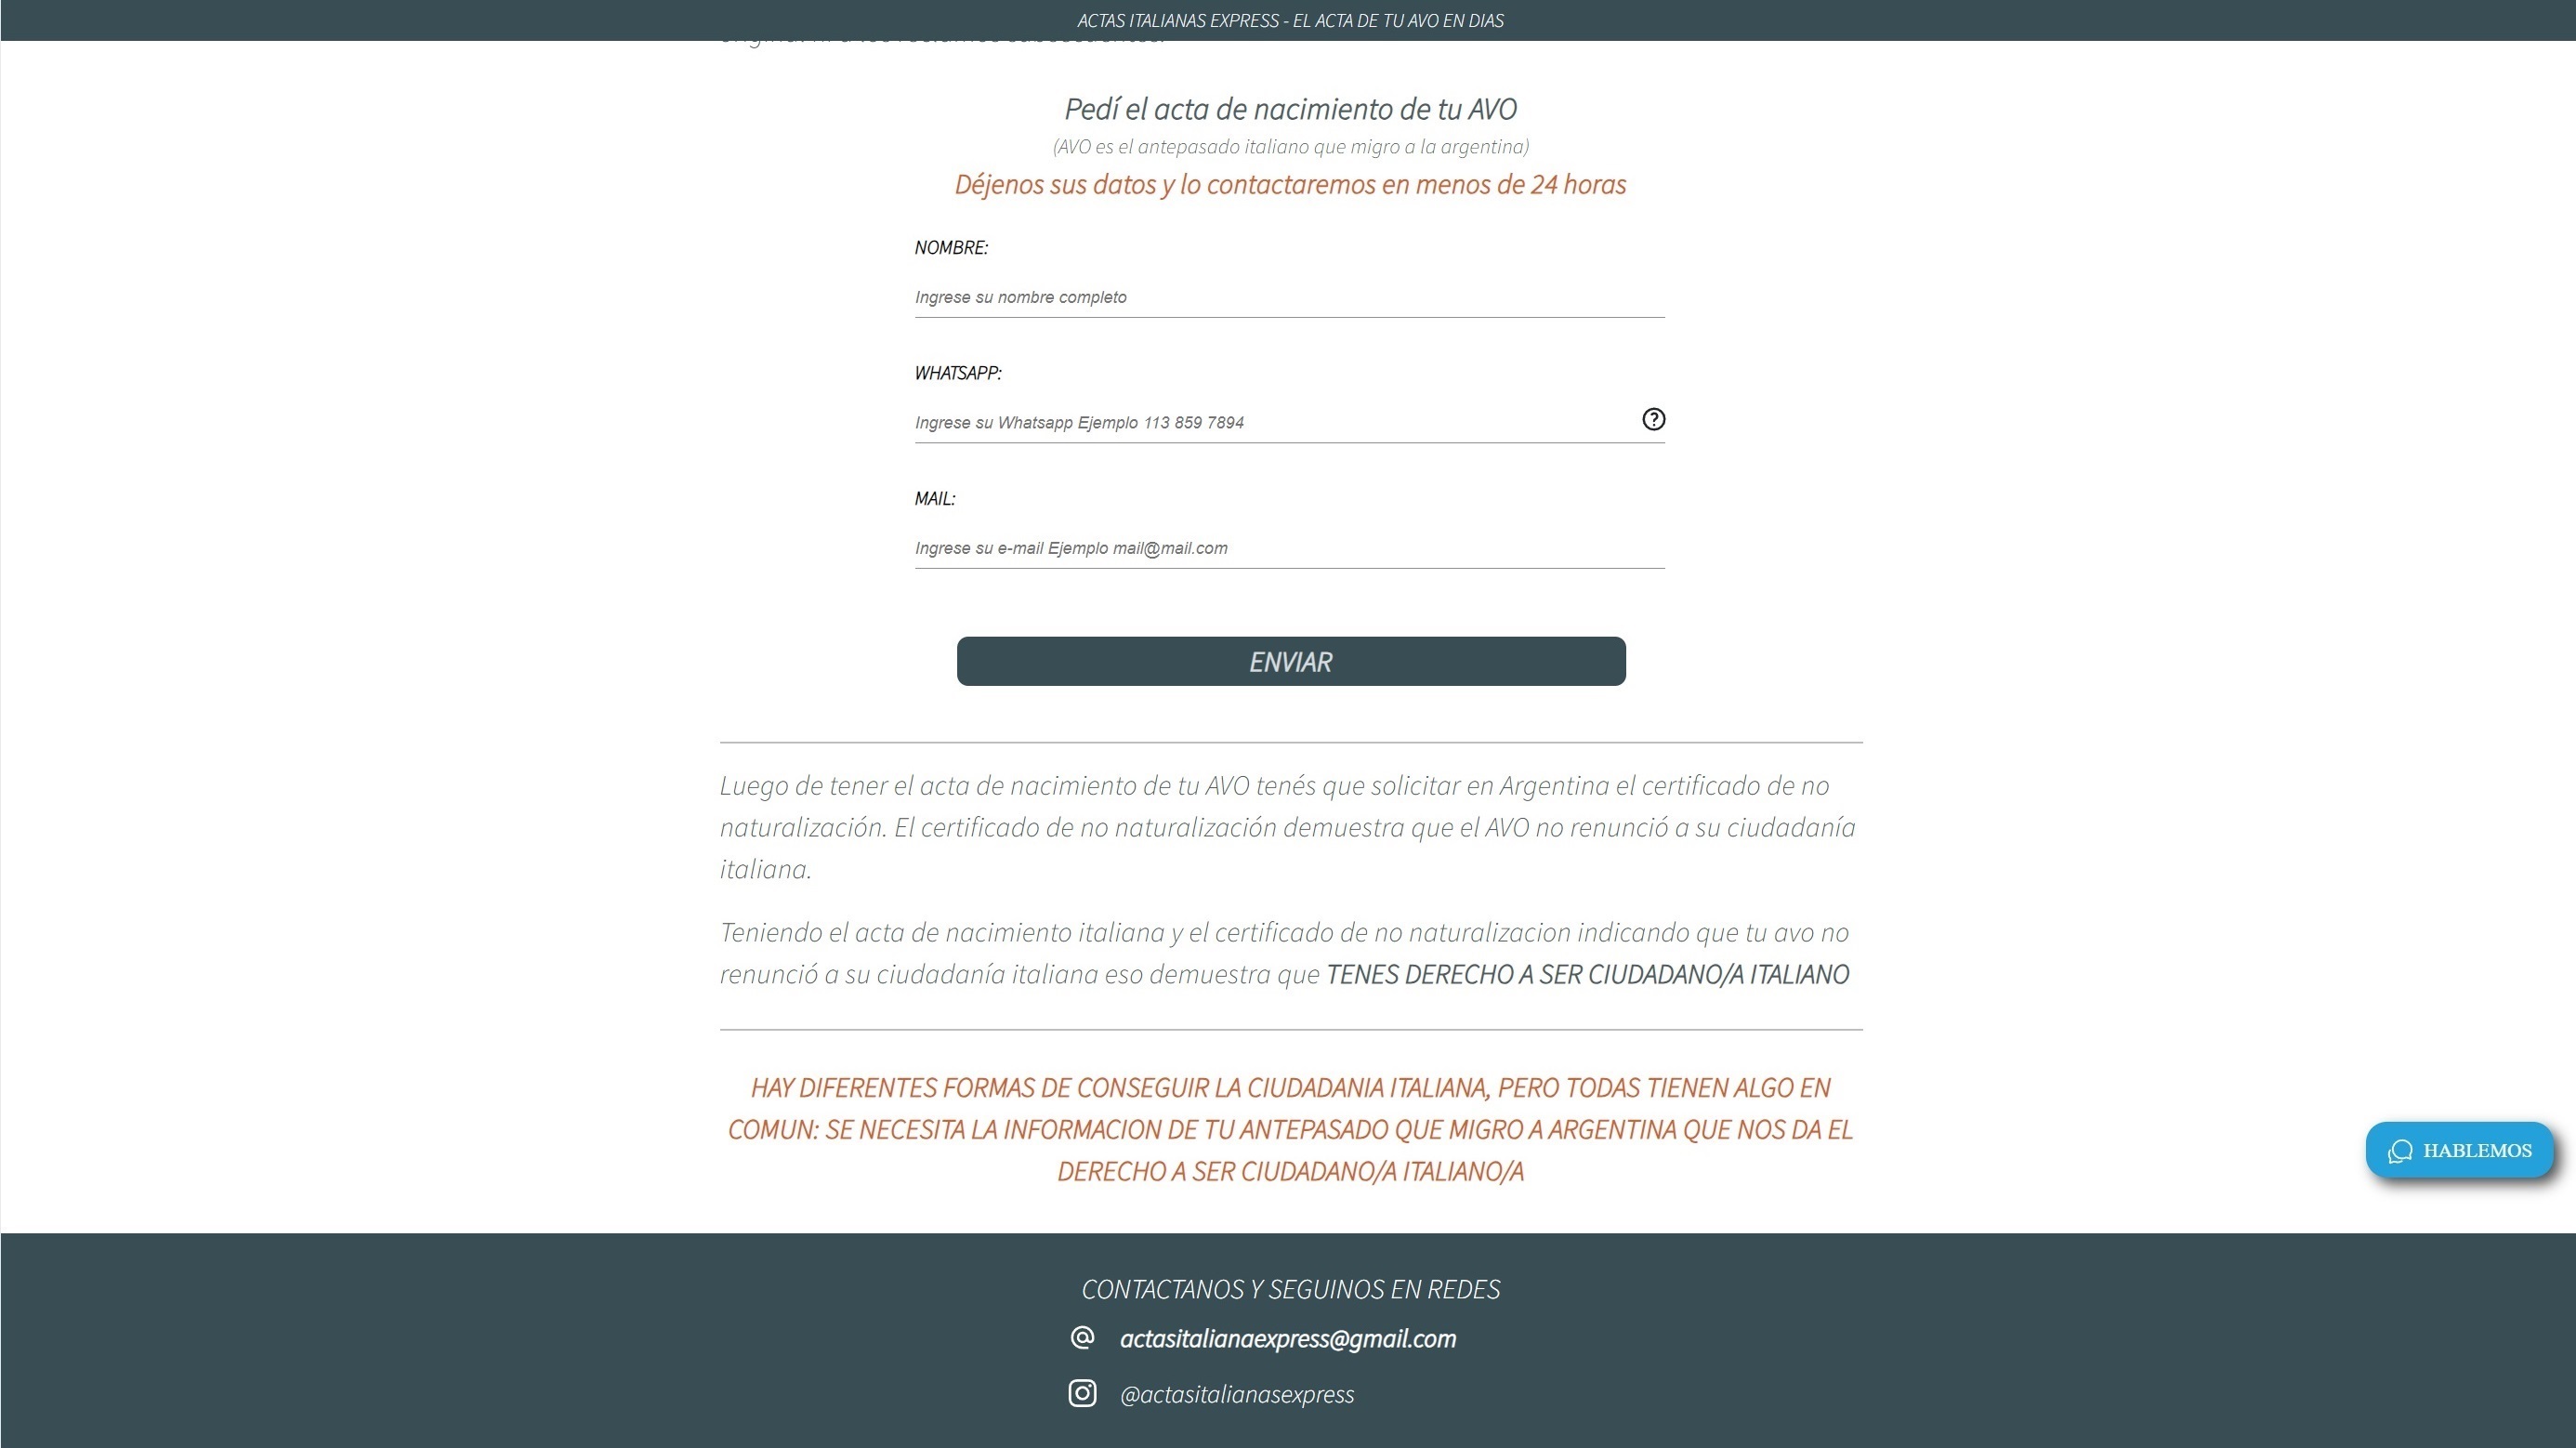 ACTAS ITALIANAS EXPRESS - EL ACTA DE TU AVO EN DIAS
Pedí el acta de nacimiento de tu AVO
(AVO es el antepasado italiano que migro a la argentina)
Déjenos sus datos y lo contactaremos en menos de 24 horas
NOMBRE:
Ingrese su nombre completo
WHATSAPP:
Ingrese su Whatsapp Ejemplo 113 859 7894
MAIL:
Ingrese su e-mail Ejemplo mail@mail.com
ENVIAR
Luego de tener el acta de nacimiento de tu AVO tenés que solicitar en Argentina el certificado de no
naturalización. El certificado de no naturalización demuestra que el AVO no renunció a su ciudadanía
italiana.
Teniendo el acta de nacimiento italiana y el certificado de no naturalizacion indicando que tu avo no
renunció a su ciudadanía italiana eso demuestra que TENES DERECHO A SER CIUDADANO/A ITALIANO
HAY DIFERENTES FORMAS DE CONSEGUIR LA CIUDADANIA ITALIANA, PERO TODAS TIENEN ALGO EN
COMUN: SE NECESITA LA INFORMACION DE TU ANTEPASADO QUE MIGRO A ARGENTINA QUE NOS DA EL
DERECHO A SER CIUDADANO/A ITALIANO/A
HABLEMOS
CONTACTANOS Y SEGUINOS EN REDES
actasitalianaexpress@gmail.com
@actasitalianasexpress